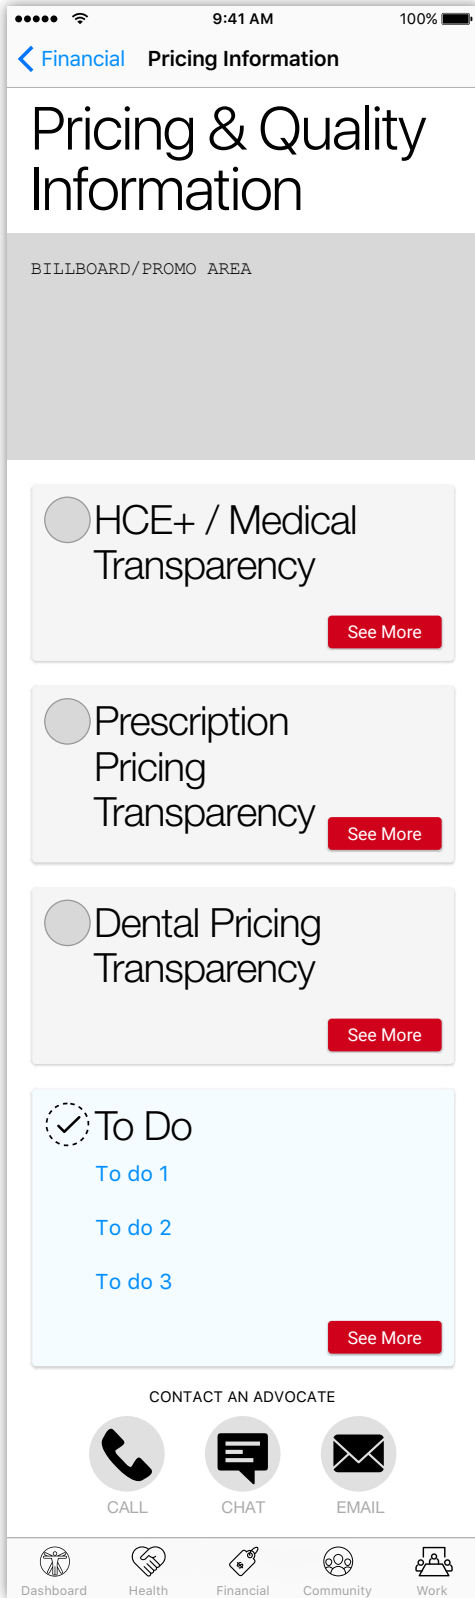 9:41 AM 100%
Financial Pricing Information
Pricing & Quality
Information
BILLBOARD/PROMO AREA
HCE+ / Medical
Transparency
See More
Prescription
Pricing
Transparency
See More
Dental Pricing
Transparency
See More
To Do
To do 1
To do 2
To do 3
See More
CONTACT AN ADVOCATE
CALL CHAT EMAIL
Dashboard Health Financial Community Work